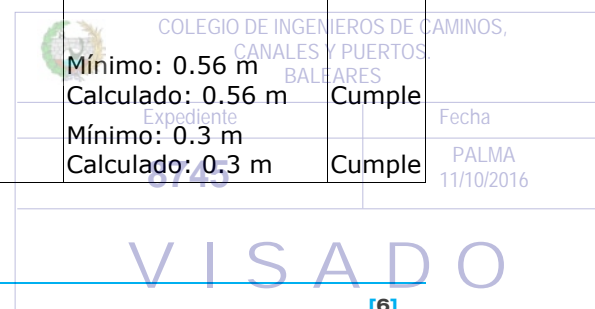 COLEGIO DE INGENIEROS DE CAMINOS,
CANALES Y PUERTOS.
BALEARES
Mínimo: 0.56 m
Calculado: 0.56 m Cumple
Expediente Fecha
Mínimo: 0.3 m
Calculado: 0.3 m Cumple
8745
PALMA
11/10/2016
VISADO
[6]